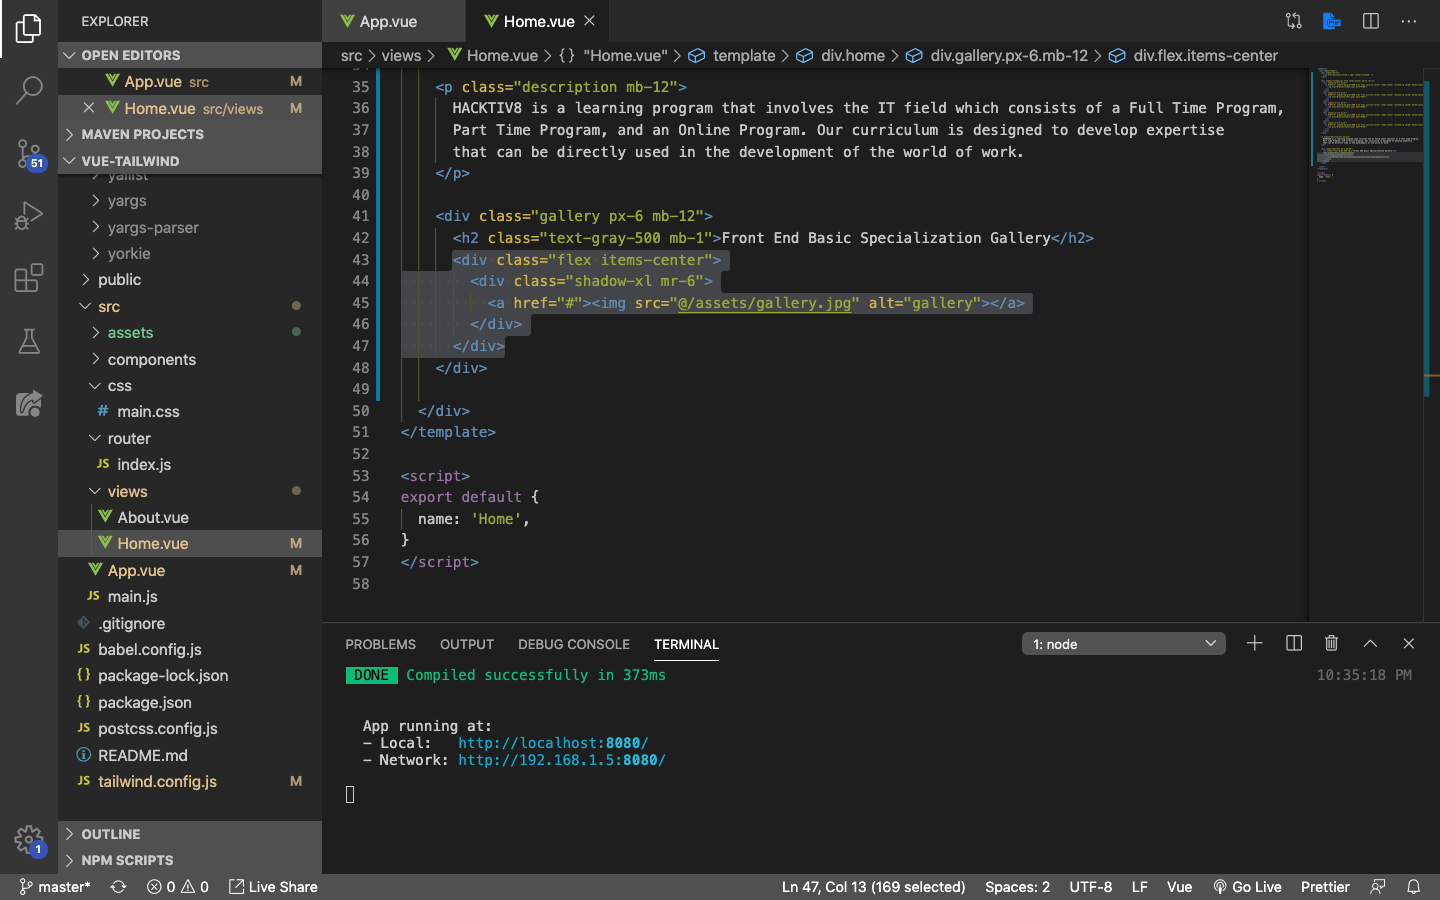 EXPLORER
App.vue
Home.vue
OPEN EDITORS
App.vue src M
Home.vue src/views M
MAVEN PROJECTS
51
VUE-TAILWIND
yallist
yargs
yargs-parser
yorkie
public
src
assets
components
css
# main.css
router
JS index.js
views
About.vue
Home.vue M
App.vue M
JS main.js
.gitignore
JS babel.config.js
{} package-lock.json
{} package.json
JS postcss.config.js
README.md
JS tailwind.config.js M
OUTLINE
1
NPM SCRIPTS
src > views > Home.vue > {} "Home.vue" > template > div.home > div.gallery.px-6.mb-12 > div.flex.items-center
34
35 <p class="description mb-12">
36 HACKTIV8 is a learning program that involves the IT field which consists of a Full Time Program,
37 Part Time Program, and an Online Program. Our curriculum is designed to develop expertise
38 that can be directly used in the development of the world of work.
39 </p>
40
41 <div class="gallery px-6 mb-12">
42 <h2 class="text-gray-500 mb-1">Front End Basic Specialization Gallery</h2>
43 <div class="flex items-center">
44 <div class="shadow-xl mr-6">
45 <a href="#"><img src="@/assets/gallery.jpg" alt="gallery"></a>
46 </div>
47 </div>
48 </div>
49
50 </div>
51 </template>
52
53 <script>
54 export default {
55 name: 'Home',
56 }
57 </script>
58
PROBLEMS OUTPUT DEBUG CONSOLE TERMINAL 1: node
DONE Compiled successfully in 373ms 10:35:18 PM
App running at:
- Local: http://localhost:8080/
- Network: http://192.168.1.5:8080/
master* 0 0 Live Share Ln 47, Col 13 (169 selected) Spaces: 2 UTF-8 LF Vue Go Live Prettier